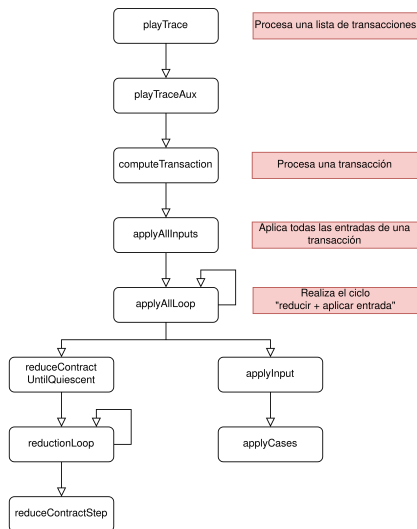 playTrace
Procesa una lista de transacciones
playTraceAux
computeTransaction
Procesa una transacción
applyAllInputs
Aplica todas las entradas de una
transacción
applyAllLoop
Realiza el ciclo
"reducir + aplicar entrada"
reduceContract
UntilQuiescent
applyInput
reductionLoop
applyCases
reduceContractStep